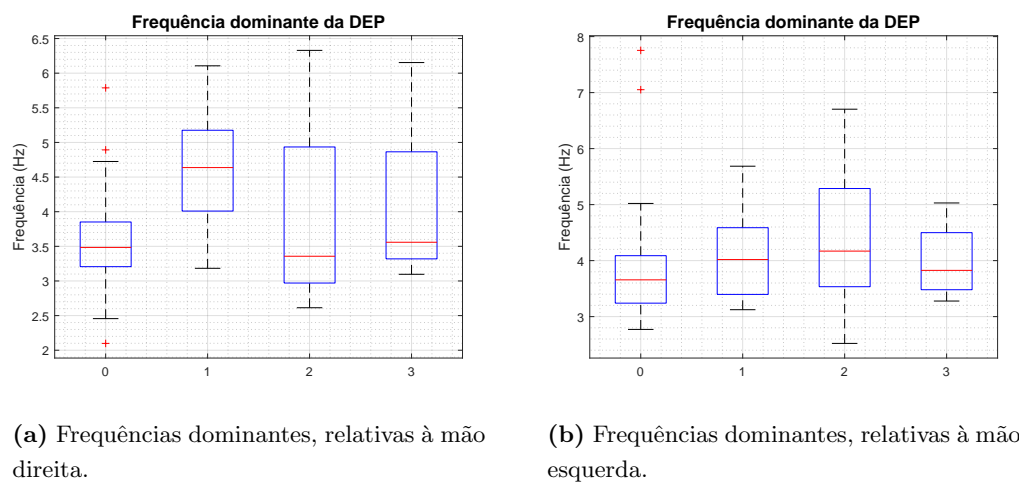 Frequência dominante da DEP
6.5
6
5.5
5
4.5
4
3.5
3
2.5
2
Frequência (Hz)
0 1 2 3
Frequência dominante da DEP
8
7
6
5
4
3
Frequência (Hz)
0 1 2 3
(a) Frequências dominantes, relativas à mão
direita.
(b) Frequências dominantes, relativas à mão
esquerda.